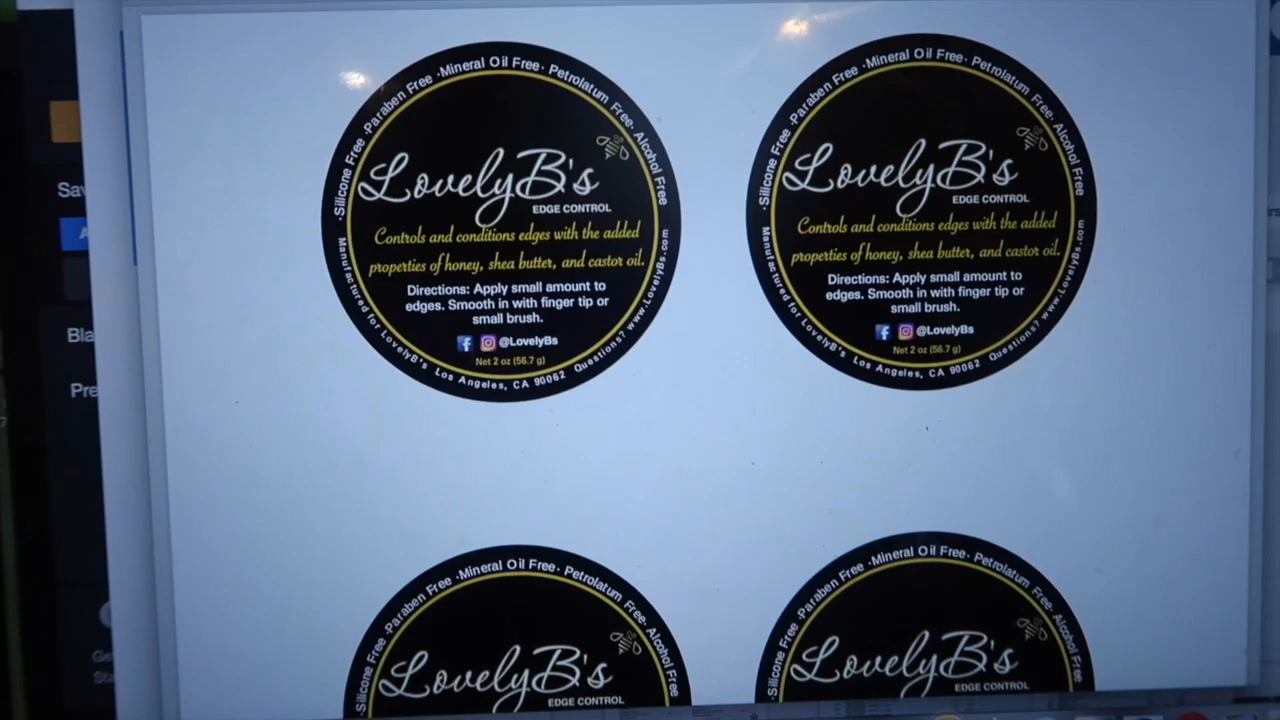 ·Silicone Free ·Paraben Free ·Mineral Oil Free· Petrolatum Free· Alcohol Free
LovelyB's
EDGE CONTROL
Controls and conditions edges with the added
properties of honey, shea butter, and castor oil.
Directions: Apply small amount to
edges. Smooth in with finger tip or
small brush.
@LovelyBs
Net 2 oz (56.7 g)
Manufactured for LovelyB's Los Angeles, CA 90062 Questions? www.LovelyBs.com
·Silicone Free ·Paraben Free ·Mineral Oil Free· Petrolatum Free· Alcohol Free
LovelyB's
EDGE CONTROL
Controls and conditions edges with the added
properties of honey, shea butter, and castor oil.
Directions: Apply small amount to
edges. Smooth in with finger tip or
small brush.
@LovelyBs
Net 2 oz (56.7 g)
Manufactured for LovelyB's Los Angeles, CA 90062 Questions? www.LovelyBs.com
·Silicone Free ·Paraben Free ·Mineral Oil Free· Petrolatum Free· Alcohol Free
LovelyB's
EDGE CONTROL
·Silicone Free ·Paraben Free ·Mineral Oil Free· Petrolatum Free· Alcohol Free
LovelyB's
EDGE CONTROL